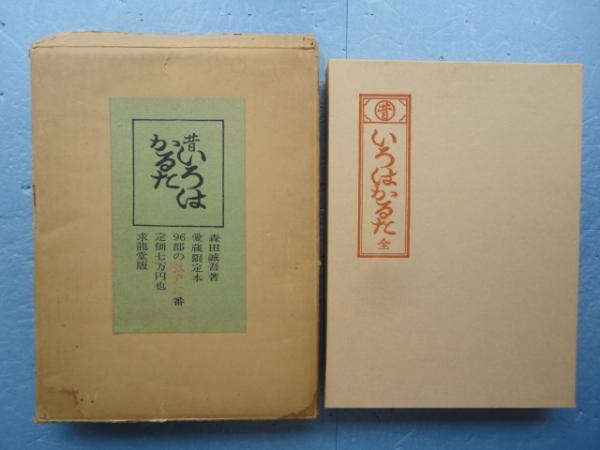 昔いろは
かるた
森田誠吾著
愛蔵限定本
96部の 番
定価七万円也
求龍堂版
昔
いろはかるた
全